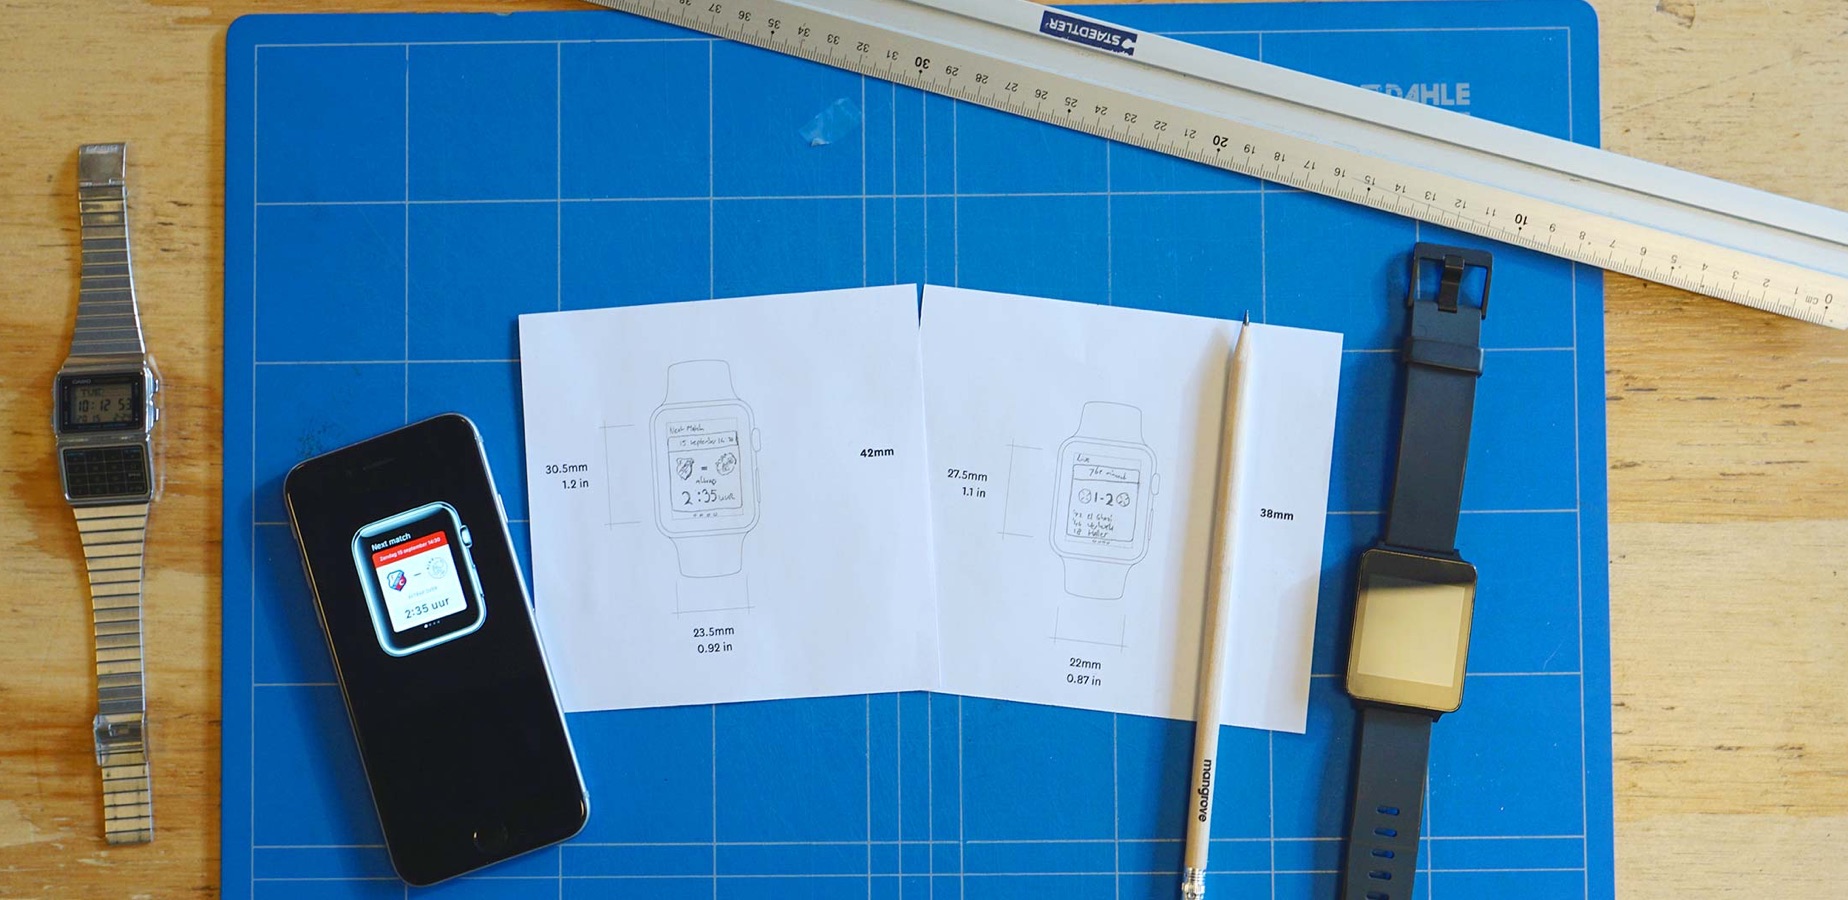 39 37 36 35 34 33 32 31 30 29 28 27 26 25 24 23 22 21 20 19 18 17 16 15 14 13 12 11 10 9 8 7 6 5 4 3 2 1 0
cm
STAEDTLER
DAHLE
CASIO
TUE
10:12 53
Next match
Zondag 15 september 14:30
2:35 uur
30.5mm
1.2 in
Next Match
15 september 14:30
2:35 uur
42mm
23.5mm
0.92 in
27.5mm
1.1 in
Live
1-2
38mm
22mm
0.87 in
mangrove